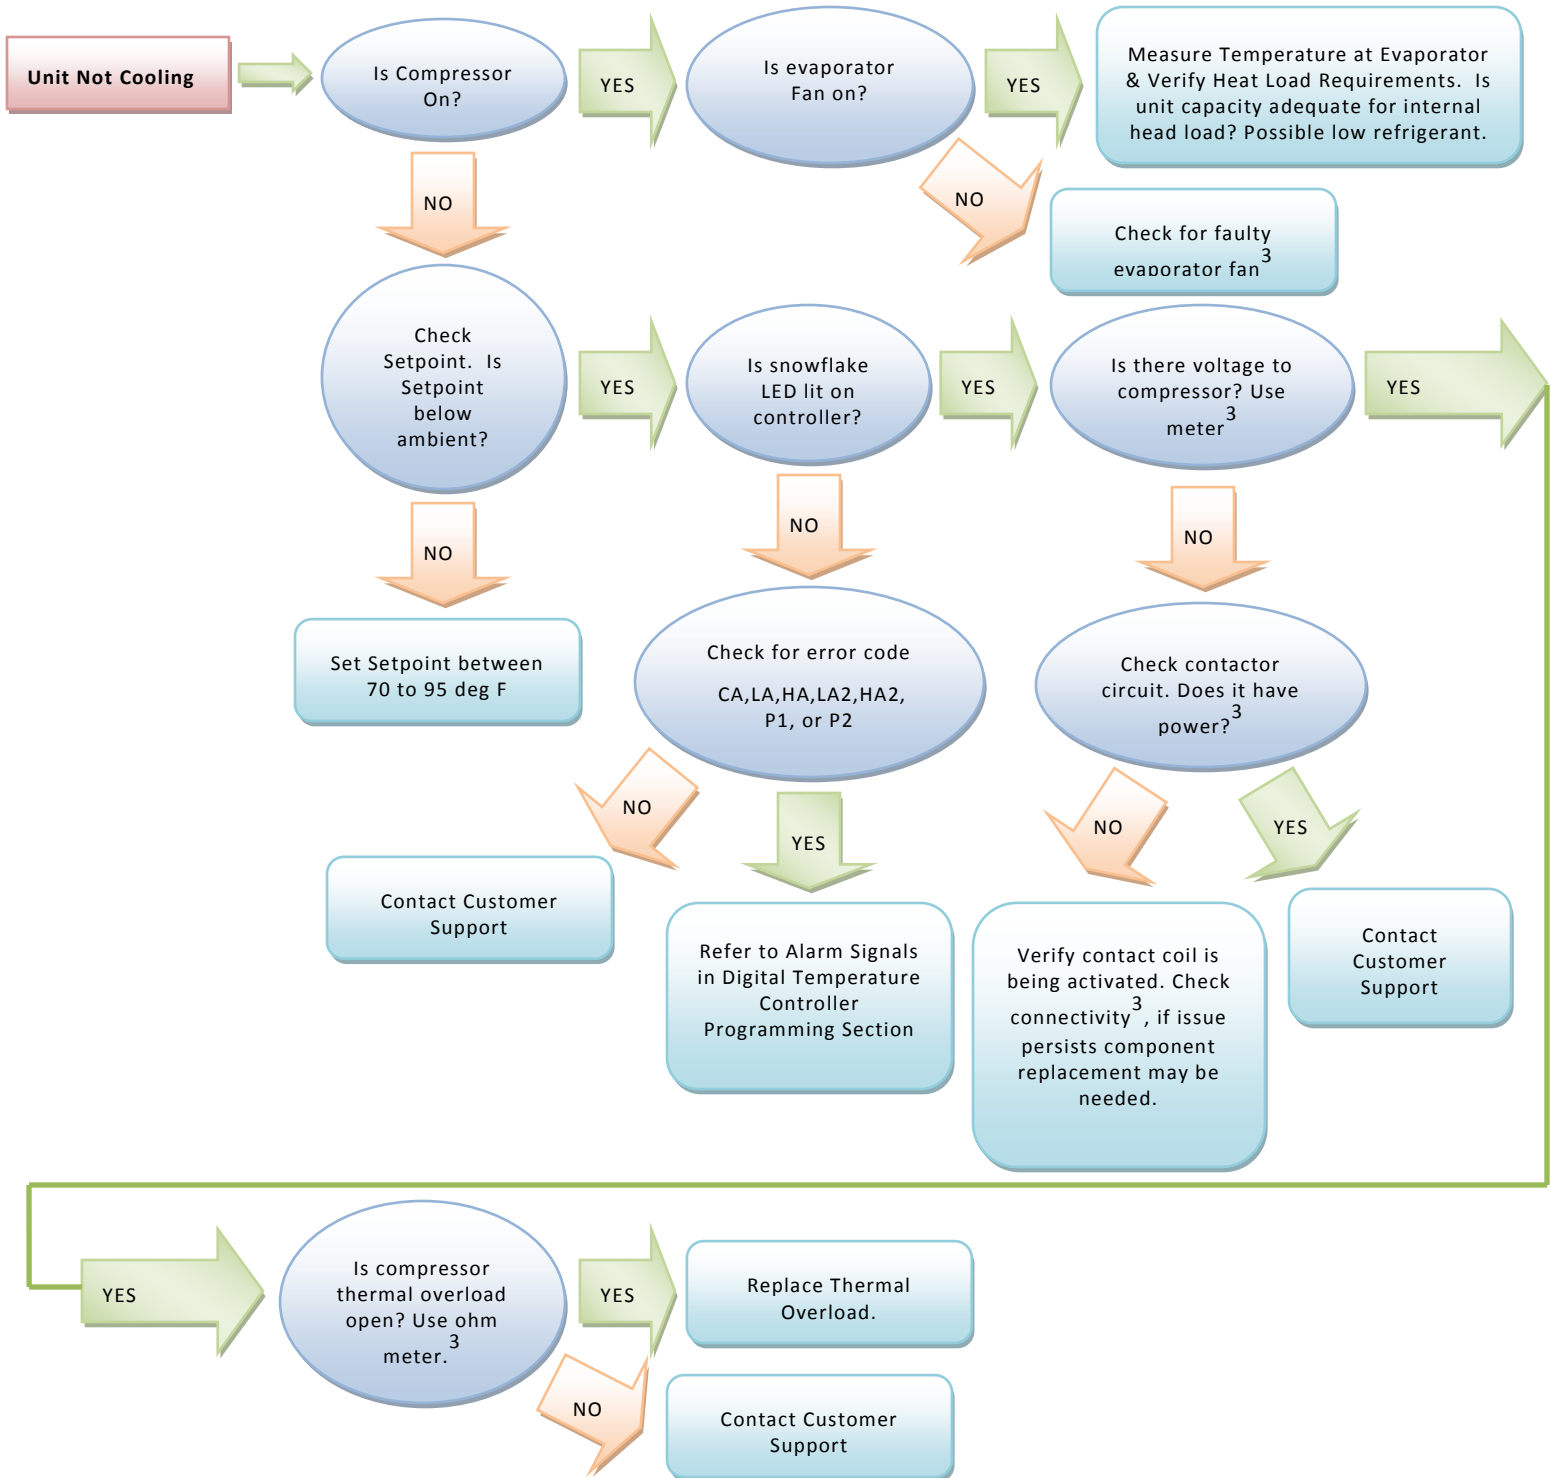 Unit Not Cooling
Is Compressor
On?
YES
Is evaporator
Fan on?
YES
Measure Temperature at Evaporator
& Verify Heat Load Requirements. Is
unit capacity adequate for internal
head load? Possible low refrigerant.
NO
NO
Check for faulty
evaporator fan3
Check
Setpoint. Is
Setpoint
below
ambient?
YES
Is snowflake
LED lit on
controller?
YES
Is there voltage to
compressor? Use
meter3
YES
NO
NO
NO
Set Setpoint between
70 to 95 deg F
Check for error code
CA,LA,HA,LA2,HA2,
P1, or P2
Check contactor
circuit. Does it have
power?3
NO
YES
NO
YES
Contact Customer
Support
Refer to Alarm Signals
in Digital Temperature
Controller
Programming Section
Verify contact coil is
being activated. Check
connectivity3, if issue
persists component
replacement may be
needed.
Contact
Customer
Support
YES
Is compressor
thermal overload
open? Use ohm
meter.3
YES
Replace Thermal
Overload.
NO
Contact Customer
Support